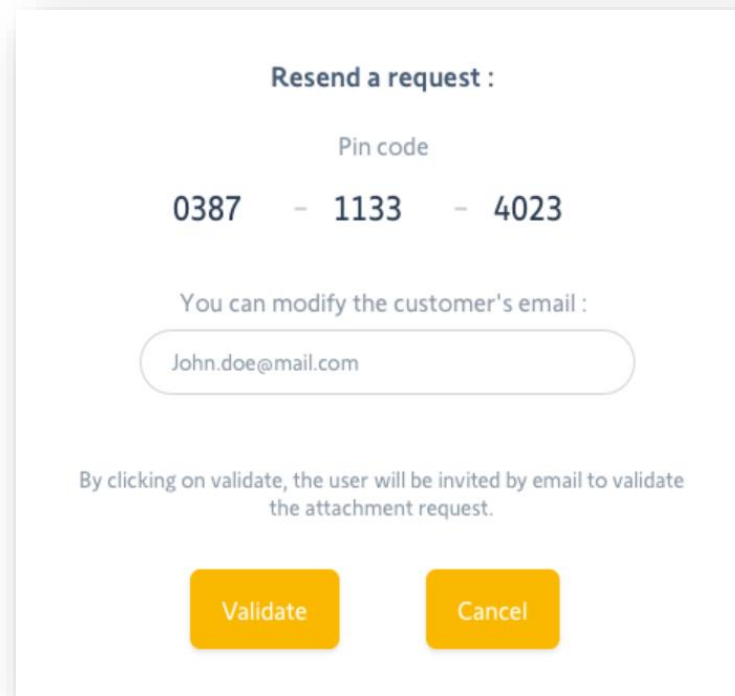 Resend a request :
Pin code
0387 - 1133 - 4023
You can modify the customer's email :
John.doe@mail.com
By clicking on validate, the user will be invited by email to validate
the attachment request.
Validate Cancel